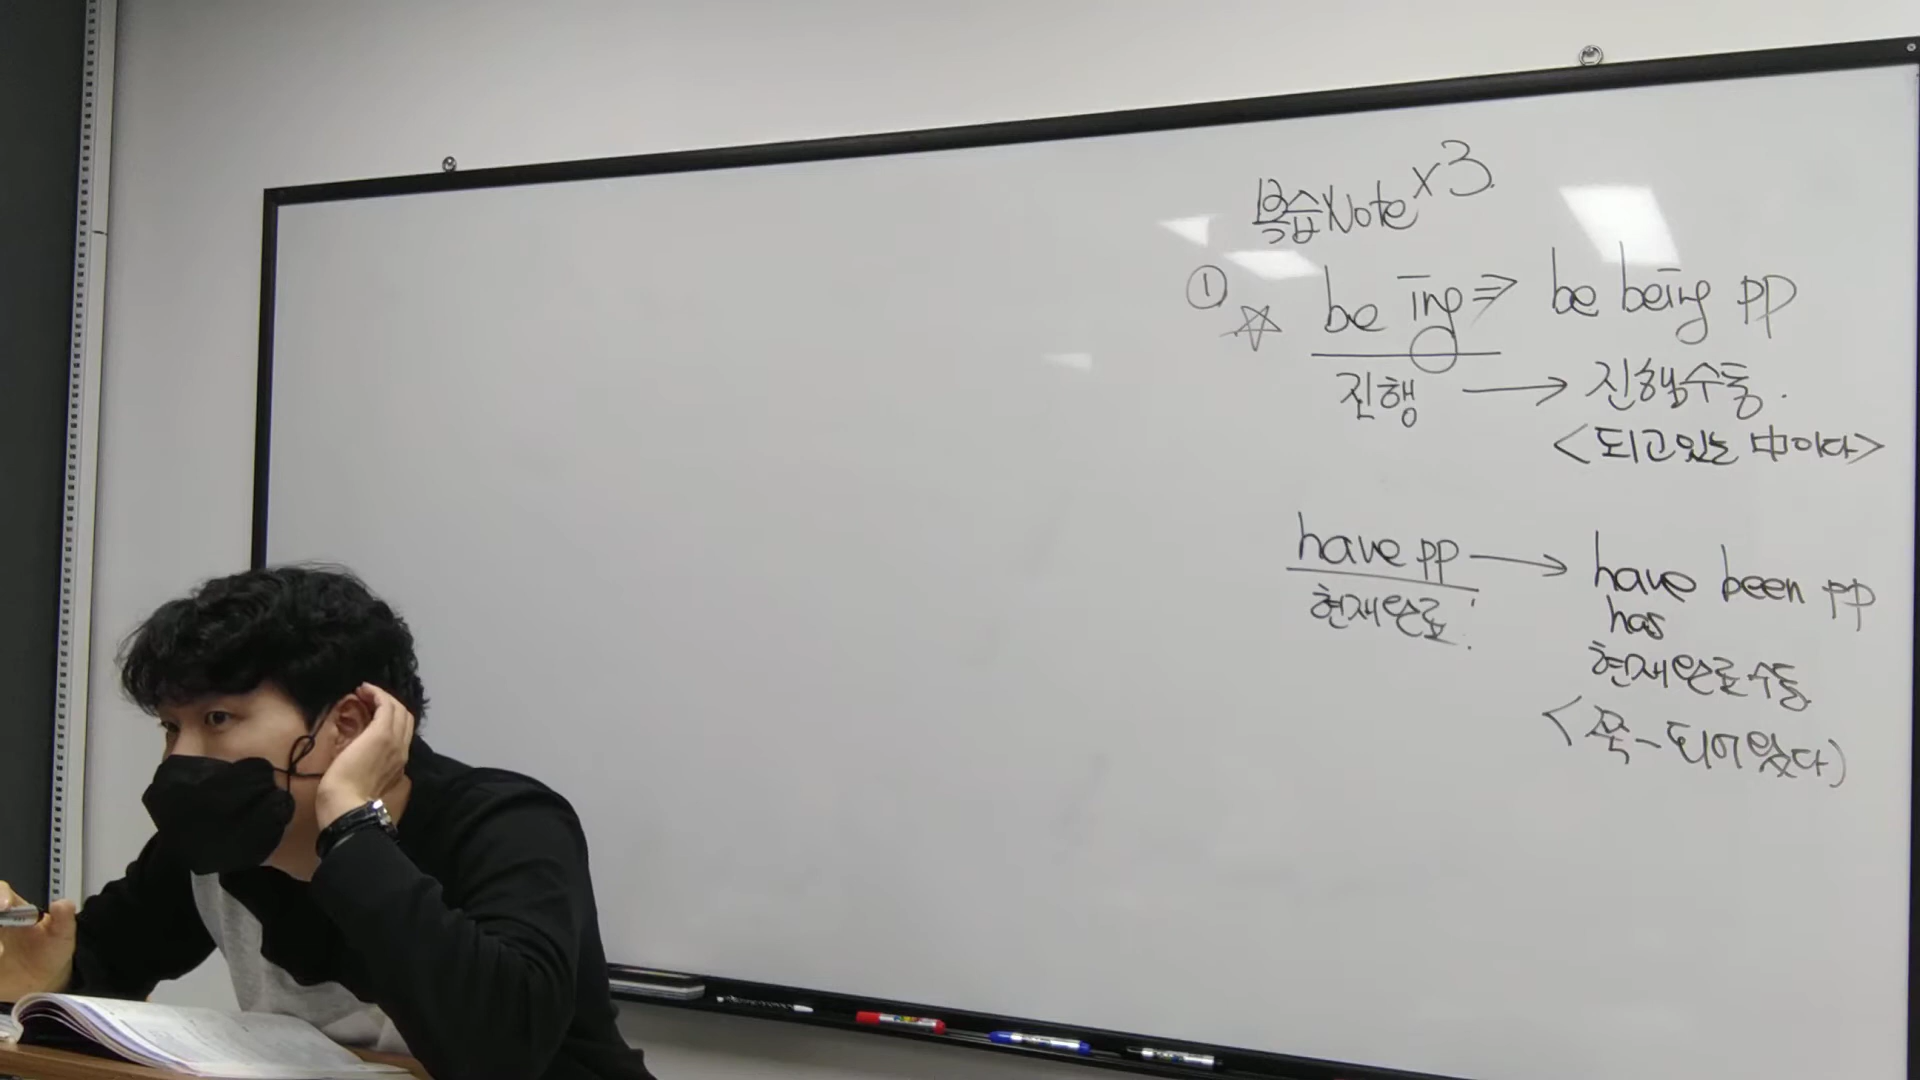 복습Note x3.
① ☆ be ing ⇒ be being pp
진행 → 진행수동.
<되고있는 中이다>
have pp → have been pp
has
현재완료
현재완료 수동
<쭉- 되어 왔다)